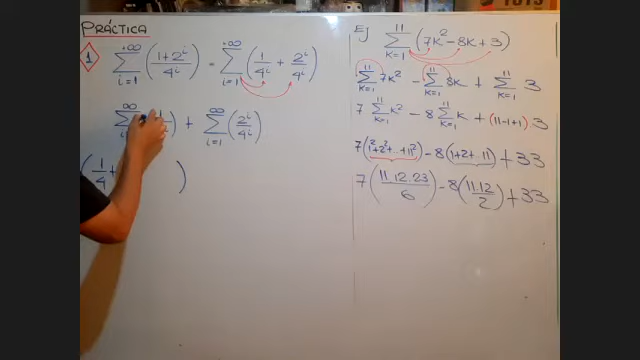 PRÁCTICA
1 ∑_{i=1}^{+∞} ((1+2^i)/4^i) = ∑_{i=1}^{+∞} (1/4^i + 2^i/4^i)
∑^{∞} + ∑_{i=1}^{∞} (2^i/4^i)
(1/4 + )
EJ ∑_{K=1}^{11} (7K² - 8K + 3)
∑_{K=1}^{11} 7K² - ∑_{K=1}^{11} 8K + ∑_{K=1}^{11} 3
7 ∑_{K=1}^{11} K² - 8 ∑_{K=1}^{11} K + (11-1+1) 3
7(1²+2²+..+11²) - 8(1+2+..11) + 33
7(11.12.23/6) - 8(11.12/2) + 33